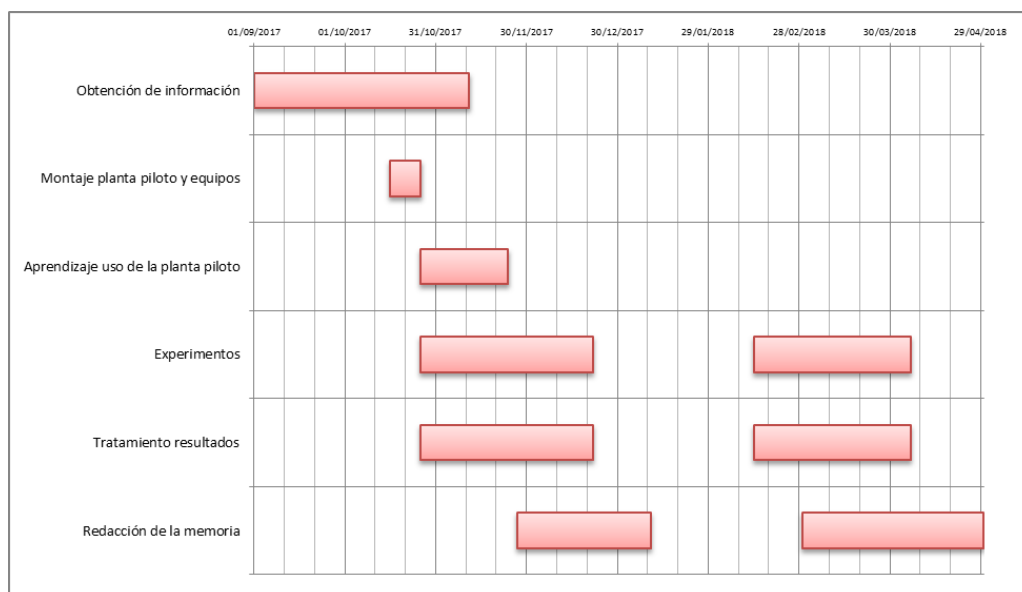 01/09/2017 01/10/2017 31/10/2017 30/11/2017 30/12/2017 29/01/2018 28/02/2018 30/03/2018 29/04/2018
Obtención de información
Montaje planta piloto y equipos
Aprendizaje uso de la planta piloto
Experimentos
Tratamiento resultados
Redacción de la memoria